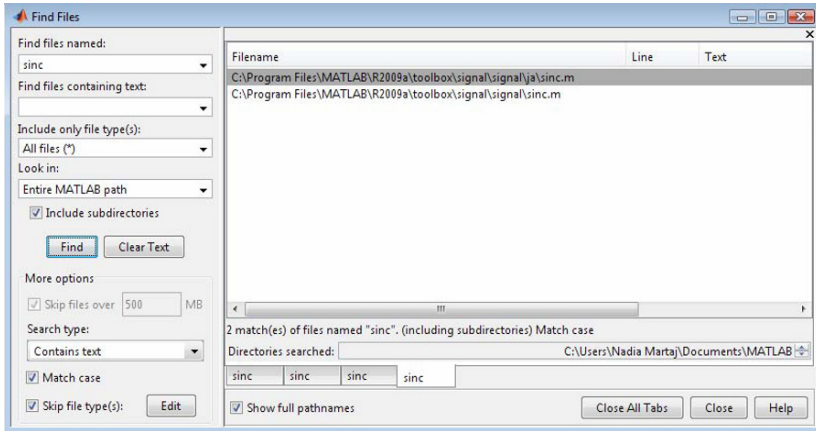 Find Files
Find files named:
sinc
Find files containing text:
Include only file type(s):
All files (*)
Look in:
Entire MATLAB path
Include subdirectories
Find Clear Text
More options
Skip files over 500 MB
Search type:
Contains text
Match case
Skip file type(s): Edit
Filename Line Text
C:\Program Files\MATLAB\R2009a\toolbox\signal\signal\ja\sinc.m
C:\Program Files\MATLAB\R2009a\toolbox\signal\signal\sinc.m
2 match(es) of files named "sinc". (including subdirectories) Match case
Directories searched: C:\Users\Nadia Martaj\Documents\MATLAB
sinc sinc sinc sinc
Show full pathnames Close All Tabs Close Help